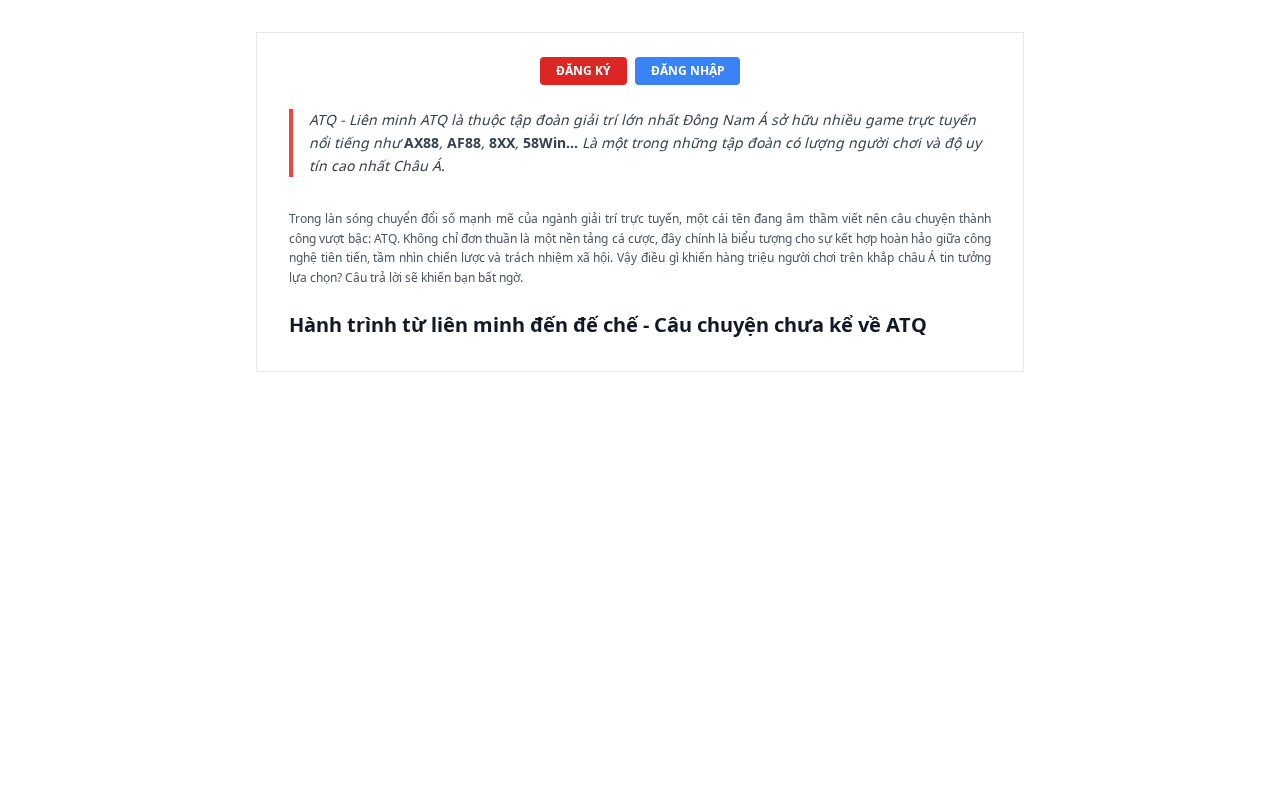 ĐĂNG KÝ ĐĂNG NHẬP
ATQ - Liên minh ATQ là thuộc tập đoàn giải trí lớn nhất Đông Nam Á sở hữu nhiều game trực tuyến
nổi tiếng như AX88, AF88, 8XX, 58Win... Là một trong những tập đoàn có lượng người chơi và độ uy
tín cao nhất Châu Á.
Trong làn sóng chuyển đổi số mạnh mẽ của ngành giải trí trực tuyến, một cái tên đang âm thầm viết nên câu chuyện thành
công vượt bậc: ATQ. Không chỉ đơn thuần là một nền tảng cá cược, đây chính là biểu tượng cho sự kết hợp hoàn hảo giữa công
nghệ tiên tiến, tầm nhìn chiến lược và trách nhiệm xã hội. Vậy điều gì khiến hàng triệu người chơi trên khắp châu Á tin tưởng
lựa chọn? Câu trả lời sẽ khiến bạn bất ngờ.
Hành trình từ liên minh đến đế chế - Câu chuyện chưa kể về ATQ